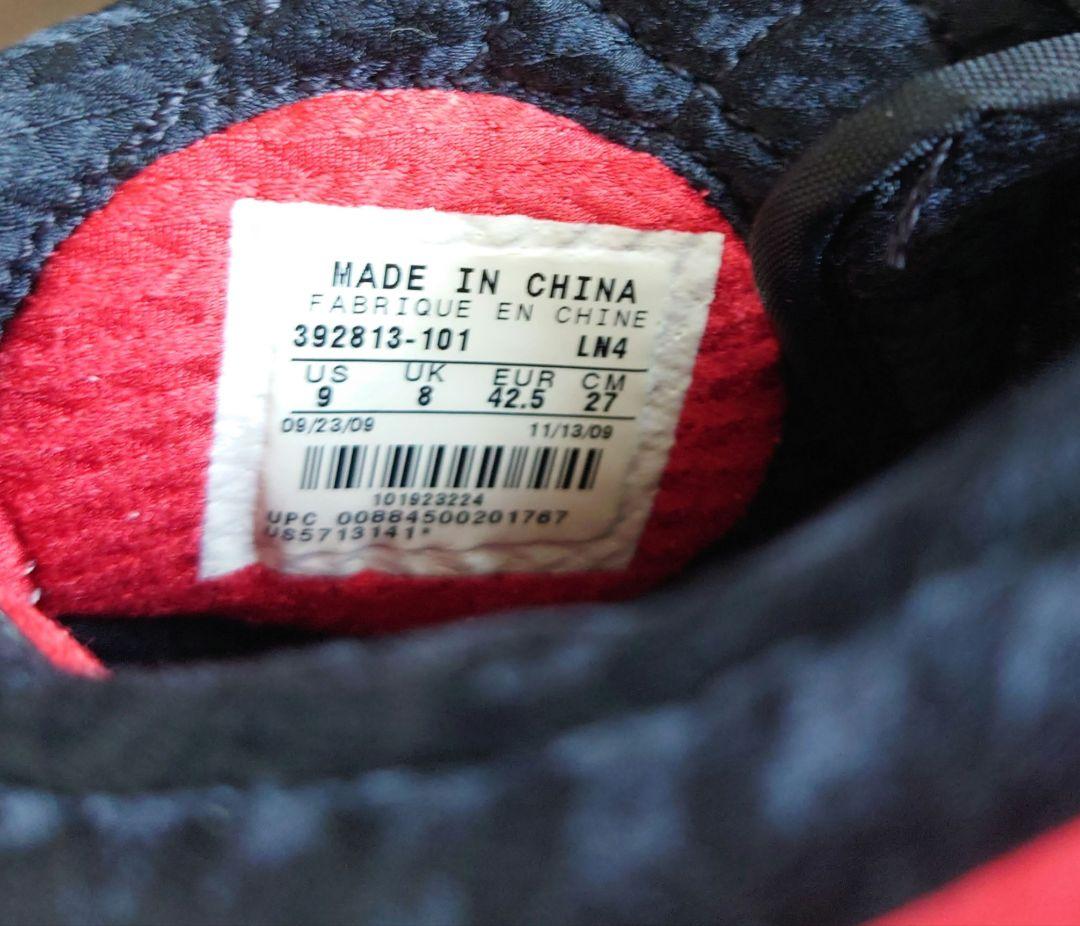 MADE IN CHINA
FABRIQUE EN CHINE
392813-101 LN4
US UK EUR CM
9 8 42.5 27
09/23/09 11/13/09
101923224
UPC 00884500201767
US5713141*